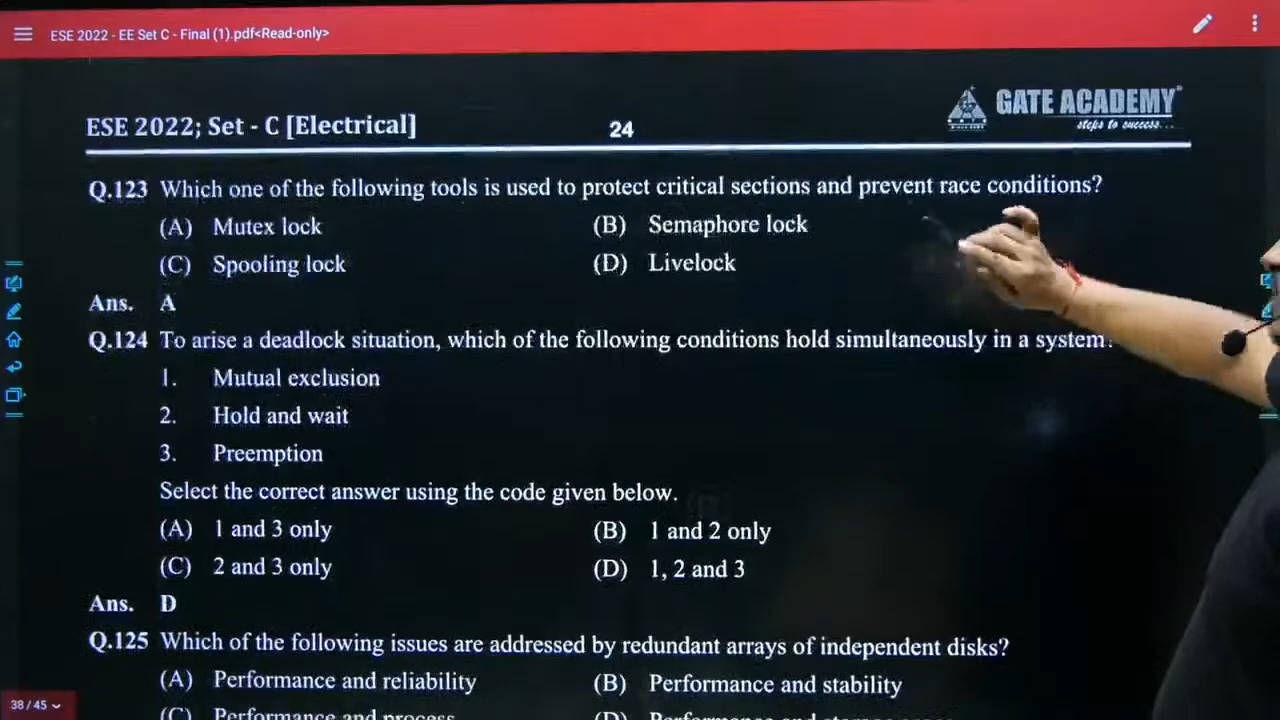 ESE 2022 - EE Set C - Final (1).pdf<Read-only>
GATE ACADEMY
steps to success...
ESE 2022; Set - C [Electrical] 24
Q.123 Which one of the following tools is used to protect critical sections and prevent race conditions?
(A) Mutex lock (B) Semaphore lock
(C) Spooling lock (D) Livelock
Ans. A
Q.124 To arise a deadlock situation, which of the following conditions hold simultaneously in a system?
1. Mutual exclusion
2. Hold and wait
3. Preemption
Select the correct answer using the code given below.
(A) 1 and 3 only (B) 1 and 2 only
(C) 2 and 3 only (D) 1, 2 and 3
Ans. D
Q.125 Which of the following issues are addressed by redundant arrays of independent disks?
(A) Performance and reliability (B) Performance and stability
(C) Performance and process (D) Performance and
38 / 45